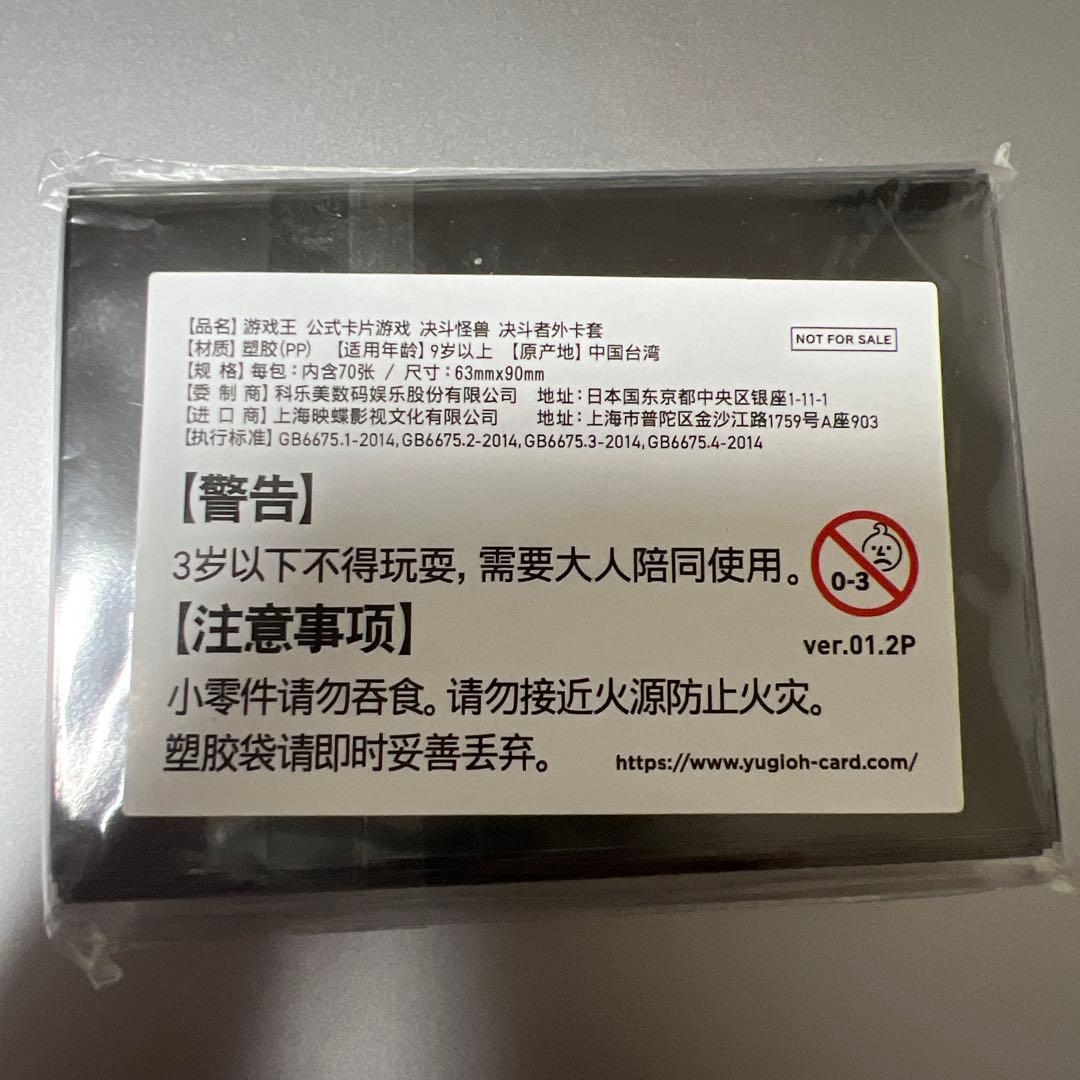 【品名】游戏王 公式卡片游戏 决斗怪兽 决斗者外卡套
NOT FOR SALE
【材质】塑胶(PP) 【适用年龄】9岁以上 【原产地】中国台湾
【规 格】每包：内含70张 / 尺寸：63mmx90mm
【委 制 商】科乐美数码娱乐股份有限公司 地址：日本国东京都中央区银座1-11-1
【进 口 商】上海映蝶影视文化有限公司 地址：上海市普陀区金沙江路1759号A座903
【执行标准】GB6675.1-2014,GB6675.2-2014,GB6675.3-2014,GB6675.4-2014
【警告】
3岁以下不得玩耍，需要大人陪同使用。
0-3
【注意事项】
ver.01.2P
小零件请勿吞食。请勿接近火源防止火灾。
塑胶袋请即时妥善丢弃。
https://www.yugioh-card.com/